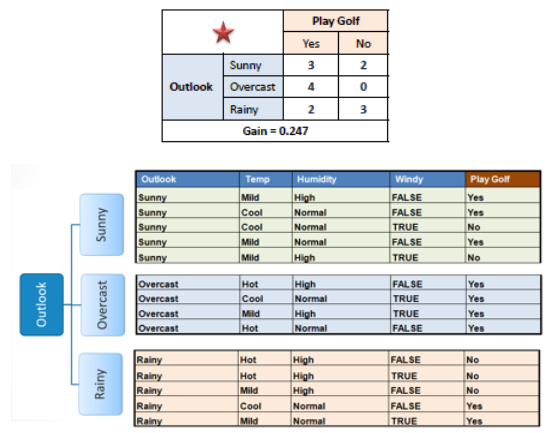 Play Golf
Yes No
Outlook Sunny 3 2
Overcast 4 0
Rainy 2 3
Gain = 0.247
Outlook
Sunny
Overcast
Rainy
Outlook Temp Humidity Windy Play Golf
Sunny Mild High FALSE Yes
Sunny Cool Normal FALSE Yes
Sunny Cool Normal TRUE No
Sunny Mild Normal FALSE Yes
Sunny Mild High TRUE No
Overcast Hot High FALSE Yes
Overcast Cool Normal TRUE Yes
Overcast Mild High TRUE Yes
Overcast Hot Normal FALSE Yes
Rainy Hot High FALSE No
Rainy Hot High TRUE No
Rainy Mild High FALSE No
Rainy Cool Normal FALSE Yes
Rainy Mild Normal TRUE Yes